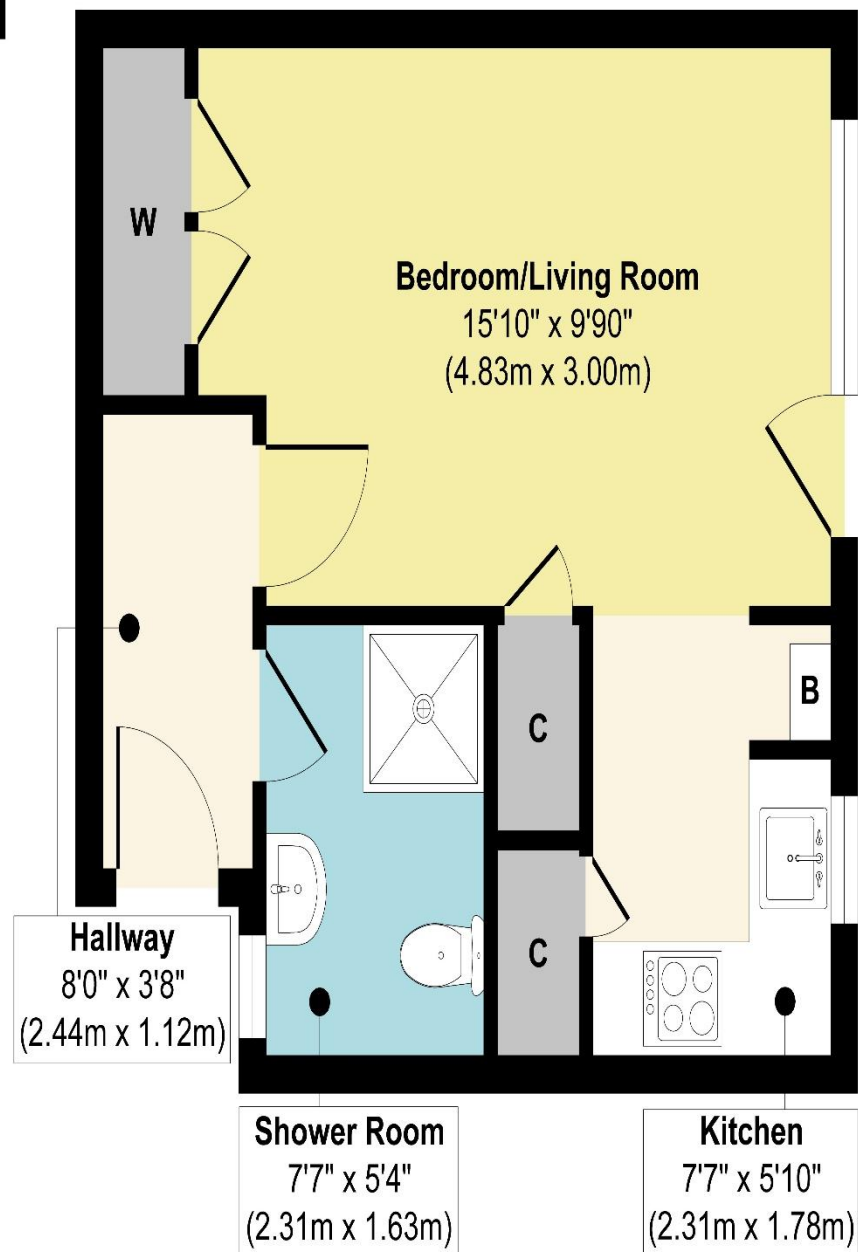 W
Bedroom/Living Room
15'10" x 9'90"
(4.83m x 3.00m)
B
C
C
Hallway
8'0" x 3'8"
(2.44m x 1.12m)
Shower Room
7'7" x 5'4"
(2.31m x 1.63m)
Kitchen
7'7" x 5'10"
(2.31m x 1.78m)